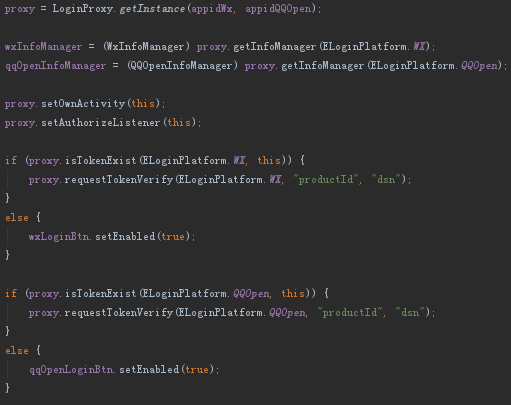 proxy = LoginProxy.getInstance(appidWx, appidQQOpen);
wxInfoManager = (WxInfoManager) proxy.getInfoManager(ELoginPlatform.WX);
qqOpenInfoManager = (QQOpenInfoManager) proxy.getInfoManager(ELoginPlatform.QQOpen);
proxy.setOwnActivity(this);
proxy.setAuthorizeListener(this);
if (proxy.isTokenExist(ELoginPlatform.WX, this)) {
proxy.requestTokenVerify(ELoginPlatform.WX, "productId", "dsn");
}
else {
wxLoginBtn.setEnabled(true);
}
if (proxy.isTokenExist(ELoginPlatform.QQOpen, this)) {
proxy.requestTokenVerify(ELoginPlatform.QQOpen, "productId", "dsn");
}
else {
qqOpenLoginBtn.setEnabled(true);
}